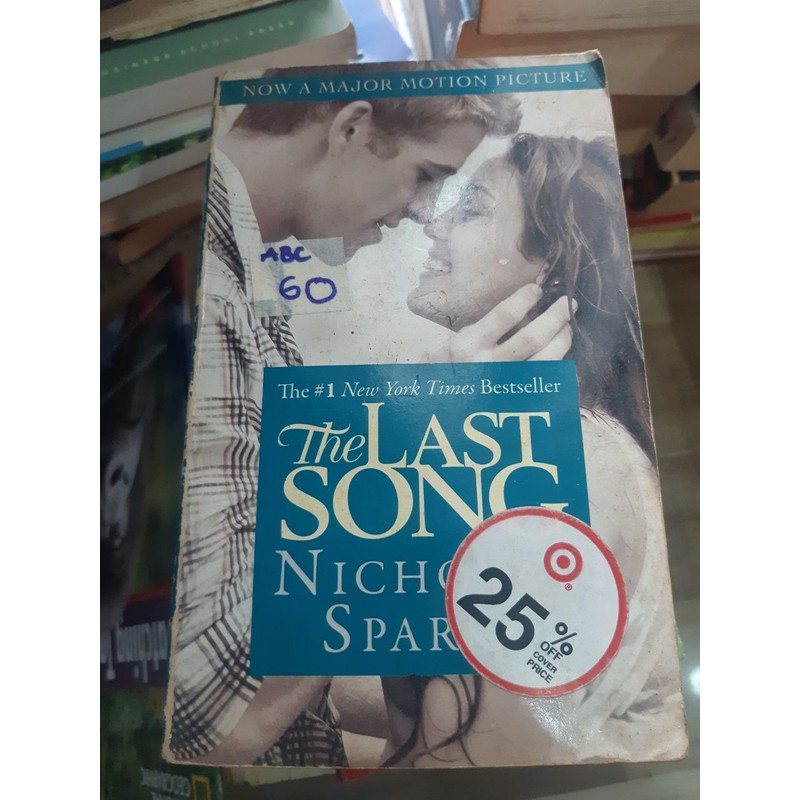 NOW A MAJOR MOTION PICTURE
ABC
60
The #1 New York Times Bestseller
The LAST
SONG
NICHO
SPAR
25%
OFF
COVER
PRICE